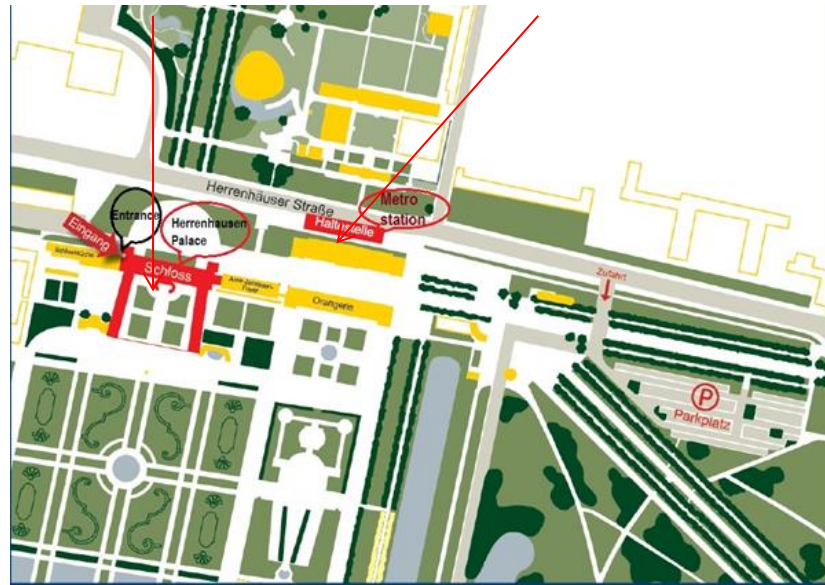 Herrenhäuser Straße
Metro
station
Haltestelle
Entrance
Herrenhausen
Palace
Eingang
Schloss
Orangerie
Zufahrt
P
Parkplatz